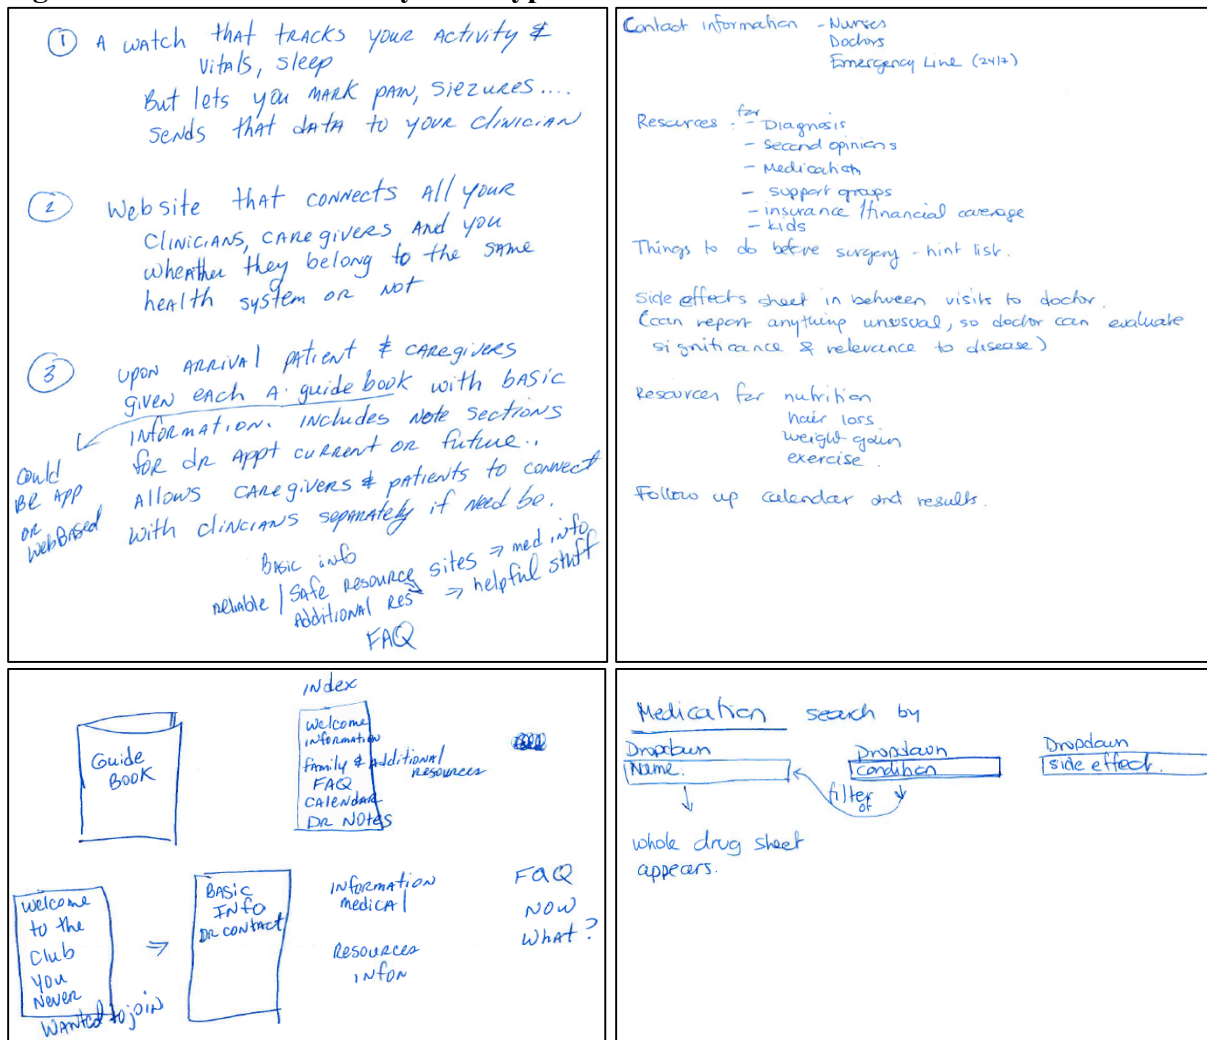 ① A watch that tracks your activity &
vitals, sleep
But lets you mark pain, siezures....
sends that data to your clinician
② Website that connects all your
clinicians, caregivers and you
wheather they belong to the same
health system or not
③ upon arrival patient & caregivers
given each a guide book with basic
information. includes note sections
for dr appt current or future..
allows caregivers & patients to connect
with clincians separately if need be.
could
be app
or
webbased
Basic info
reliable / safe resource sites ⇒ med info
additional res ⇒ helpful stuff
FAQ
Contact information - Nurses
Doctors
Emergency Line (24/7)
Resources for - Diagnosis
- second opinions
- Medication
- support groups
- insurance / financial coverage
- kids
Things to do before surgery - hint list.
Side effects sheet in between visits to doctor.
(can report anything unusual, so doctor can evaluate
significance & relevance to disease)
Resources for nutrition
hair loss
weight gain
exercise.
Follow up calendar and results.
Guide
Book
index
welcome
information
family & additional
resources
FAQ
calendar
Dr Notes
welcome
to the
club
you
never
wanted to join
⇒
Basic
Info
Dr contact
information
medical
Resources
infon
FAQ
NOW
What?
Medication search by
Dropdown
Name.
Dropdown
condition
Dropdown
side effect.
filter
of
whole drug sheet
appears.